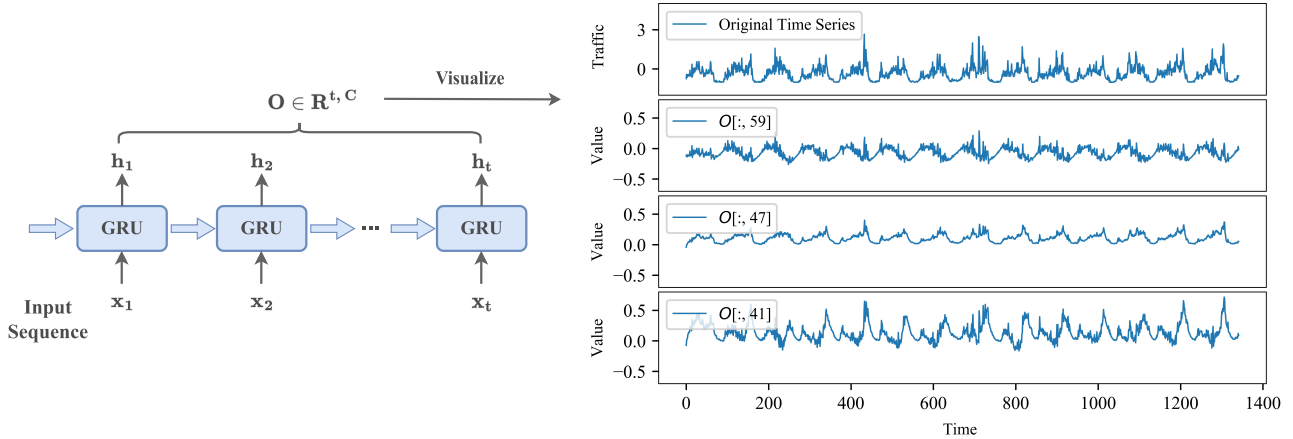 Visualize
O ∈ R^{t, C}
h₁ h₂ h_t
GRU GRU ... GRU
x₁ x₂ x_t
Input
Sequence
Original Time Series
Traffic
3
0
O[:, 59]
Value
0.5
0.0
−0.5
O[:, 47]
Value
0.5
0.0
−0.5
O[:, 41]
Value
0.5
0.0
−0.5
0 200 400 600 800 1000 1200 1400
Time